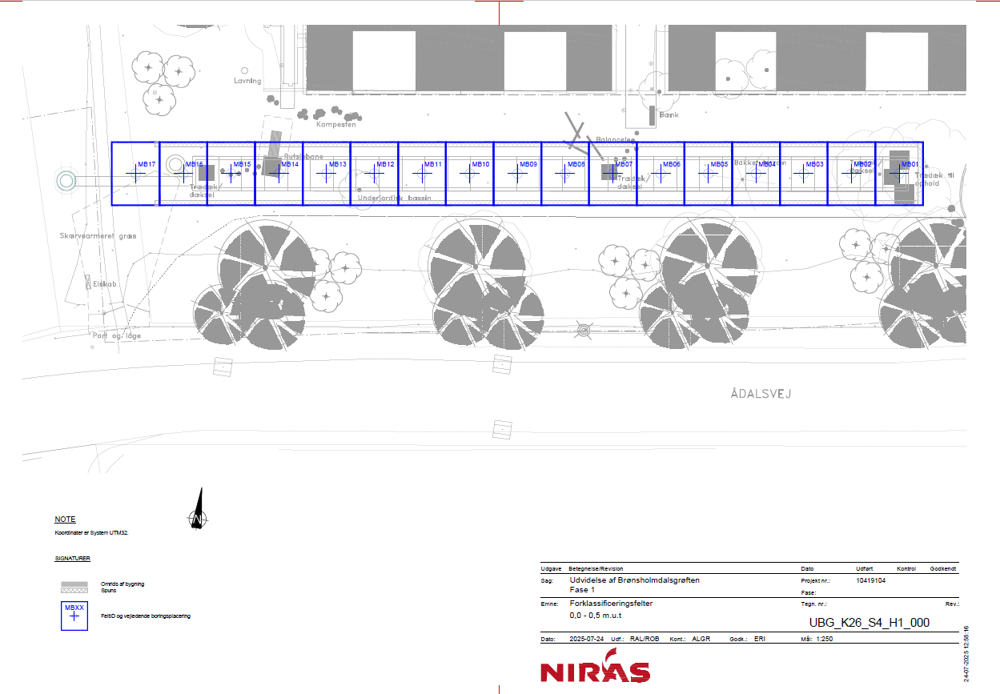 Lavning
Kampesten
Bænk
Balancele
Rutsjebane
MB17
MB16
MB15
MB14
MB13
MB12
MB11
MB10
MB09
MB08
MB07
MB06
MB05
MB04
MB03
MB02
MB01
Trædæk/
dæksel
Underjordisk bassin
Trædæk/
dæksel
Trædæk/
dæksel
Trædæk til
ophold
Skærvearmeret græs
Elskab
Port og låge
ÅDALSVEJ
N
NOTE
Koordinater er System UTM32.
SIGNATURER
Omrids af bygning
Spuns
MBXX
FeltID og vejledende boringsplacering
Udgave Betegnelse/Revision Dato Udført Kontrol Godkendt
Sag: Udvidelse af Brønsholmdalsgrøften Projekt nr.: 10419104
Fase 1 Fase:
Emne: Forklassificeringsfelter Tegn. nr.: Rev.:
0,0 - 0,5 m.u.t
UBG_K26_S4_H1_000
Dato: 2025-07-24 Udf.: RAL/ROB Kont.: ALGR Godk.: ERI Mål: 1:250
NIRAS
24-07-2025 12:58:16